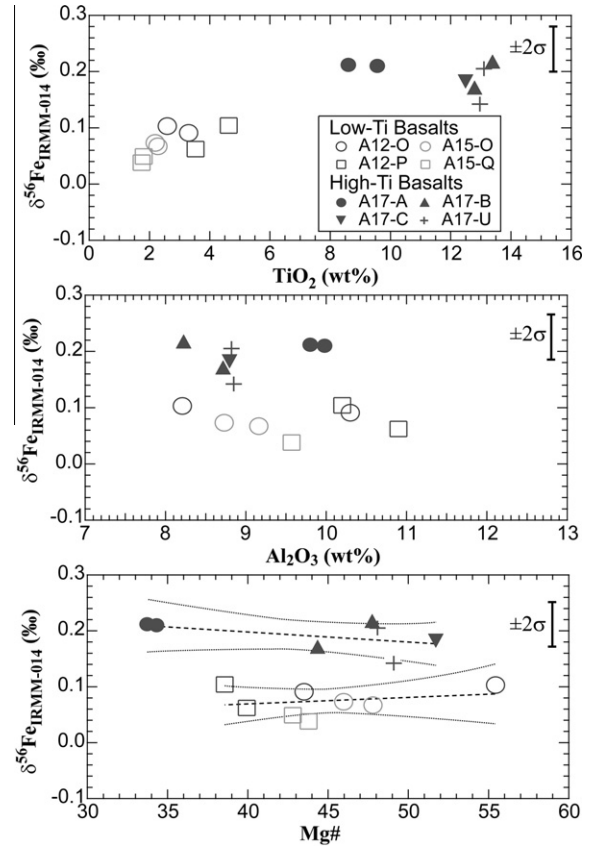 0.3
0.2
0.1
0.0
-0.1
δ⁵⁶Fe_IRMM-014 (‰)
±2σ
Low-Ti Basalts
A12-O A15-O
A12-P A15-Q
High-Ti Basalts
A17-A A17-B
A17-C A17-U
0 2 4 6 8 10 12 14 16
TiO₂ (wt%)
0.3
0.2
0.1
0.0
-0.1
δ⁵⁶Fe_IRMM-014 (‰)
±2σ
7 8 9 10 11 12 13
Al₂O₃ (wt%)
0.3
0.2
0.1
0.0
-0.1
δ⁵⁶Fe_IRMM-014 (‰)
±2σ
30 35 40 45 50 55 60
Mg#